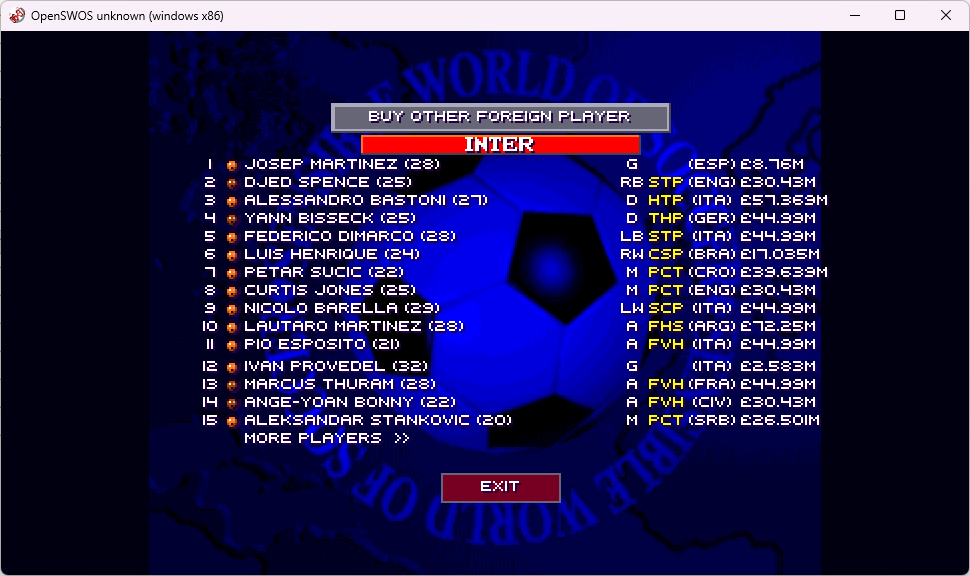 OpenSWOS unknown (windows x86)
BUY OTHER FOREIGN PLAYER
INTER
1 JOSEP MARTINEZ (28) G (ESP) £8.76M
2 DJED SPENCE (25) RB STP (ENG) £30.43M
3 ALESSANDRO BASTONI (27) D HTP (ITA) £57.369M
4 YANN BISSECK (25) D THP (GER) £44.99M
5 FEDERICO DIMARCO (28) LB STP (ITA) £44.99M
6 LUIS HENRIQUE (24) RW CSP (BRA) £17.035M
7 PETAR SUCIC (22) M PCT (CRO) £39.639M
8 CURTIS JONES (25) M PCT (ENG) £30.43M
9 NICOLO BARELLA (29) LW SCP (ITA) £44.99M
10 LAUTARO MARTINEZ (28) A FHS (ARG) £72.25M
11 PIO ESPOSITO (21) A FVH (ITA) £44.99M
12 IVAN PROVEDEL (32) G (ITA) £2.583M
13 MARCUS THURAM (28) A FVH (FRA) £44.99M
14 ANGE-YOAN BONNY (22) A FVH (CIV) £30.43M
15 ALEKSANDAR STANKOVIC (20) M PCT (SRB) £26.501M
MORE PLAYERS >>
EXIT